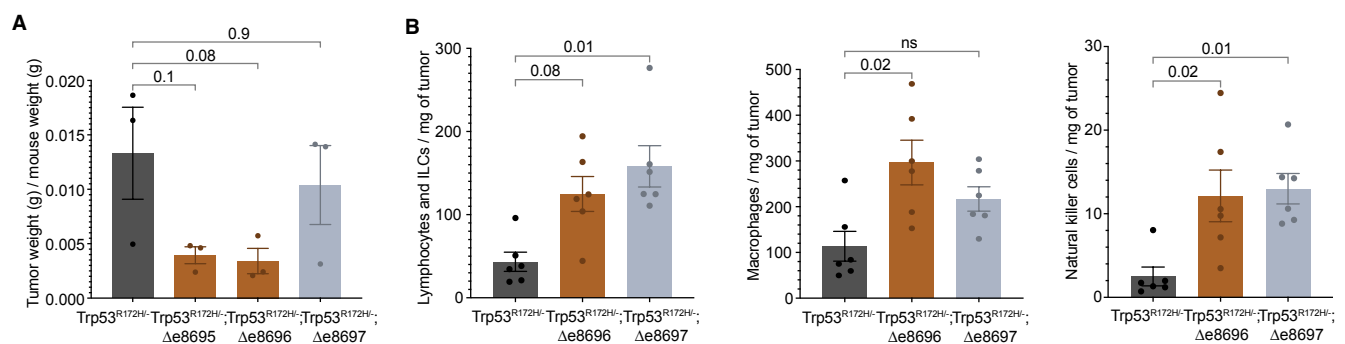 A
Tumor weight (g) / mouse weight (g)
0.020
0.015
0.010
0.005
0.000
0.9
0.08
0.1
Trp53R172H/-
Trp53R172H/-;
Δe8695
Trp53R172H/-;
Δe8696
Trp53R172H/-;
Δe8697
B
Lymphocytes and ILCs / mg of tumor
300
200
100
0
0.01
0.08
Trp53R172H/-
Trp53R172H/-;
Δe8696
Trp53R172H/-;
Δe8697
Macrophages / mg of tumor
500
400
300
200
100
0
ns
0.02
Trp53R172H/-
Trp53R172H/-;
Δe8696
Trp53R172H/-;
Δe8697
Natural killer cells / mg of tumor
30
20
10
0
0.01
0.02
Trp53R172H/-
Trp53R172H/-;
Δe8696
Trp53R172H/-;
Δe8697